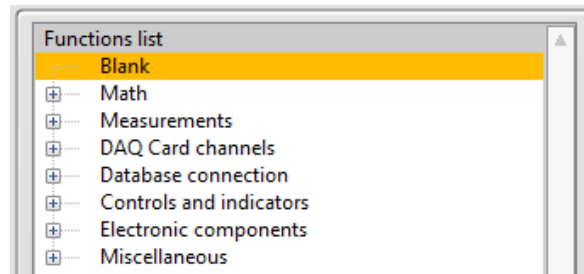 Functions list
Blank
Math
Measurements
DAQ Card channels
Database connection
Controls and indicators
Electronic components
Miscellaneous